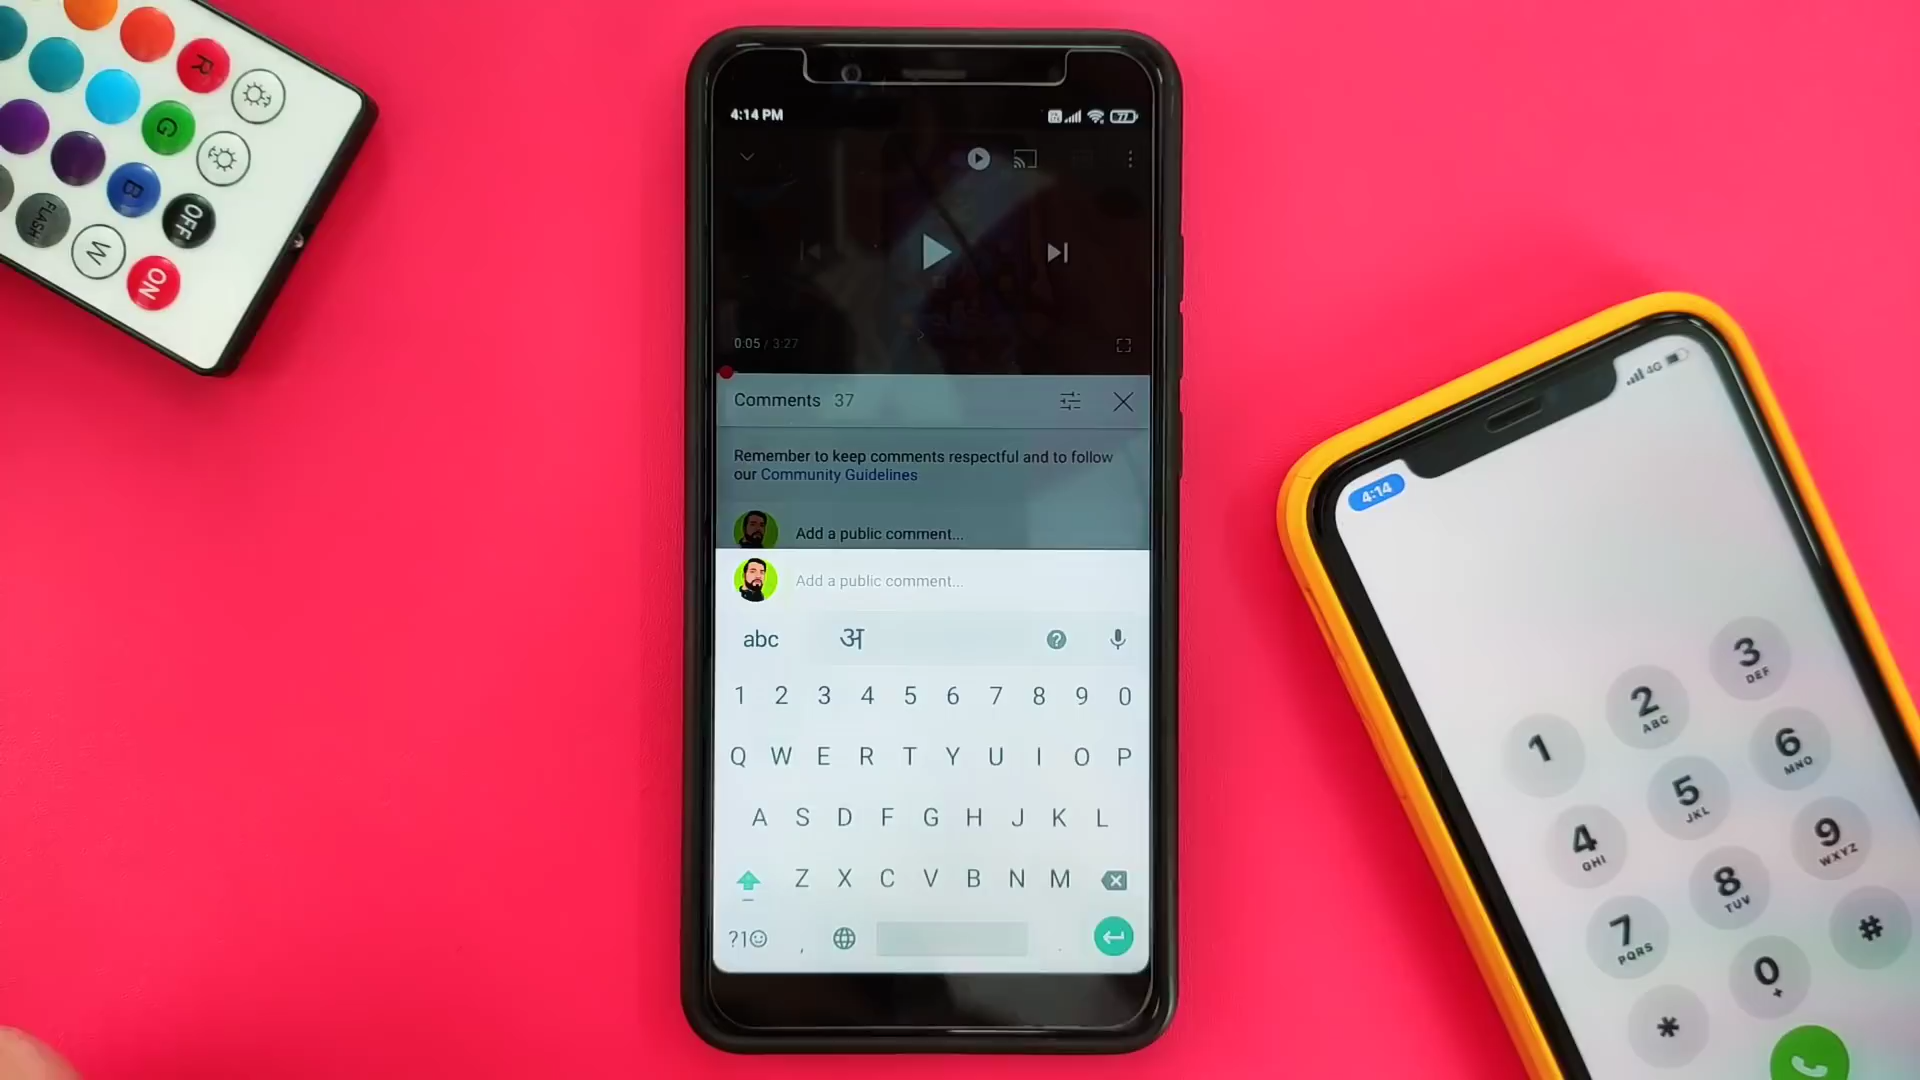 R
G
B
OFF
FLASH
W
ON
4:14 PM
77
0:05 / 3:27
Comments 37
Remember to keep comments respectful and to follow
our Community Guidelines
Add a public comment...
Add a public comment...
abc अ
1 2 3 4 5 6 7 8 9 0
Q W E R T Y U I O P
A S D F G H J K L
Z X C V B N M
?1☺ , .
4G
4:14
1
2 ABC
3 DEF
4 GHI
5 JKL
6 MNO
7 PQRS
8 TUV
9 WXYZ
*
0 +
#